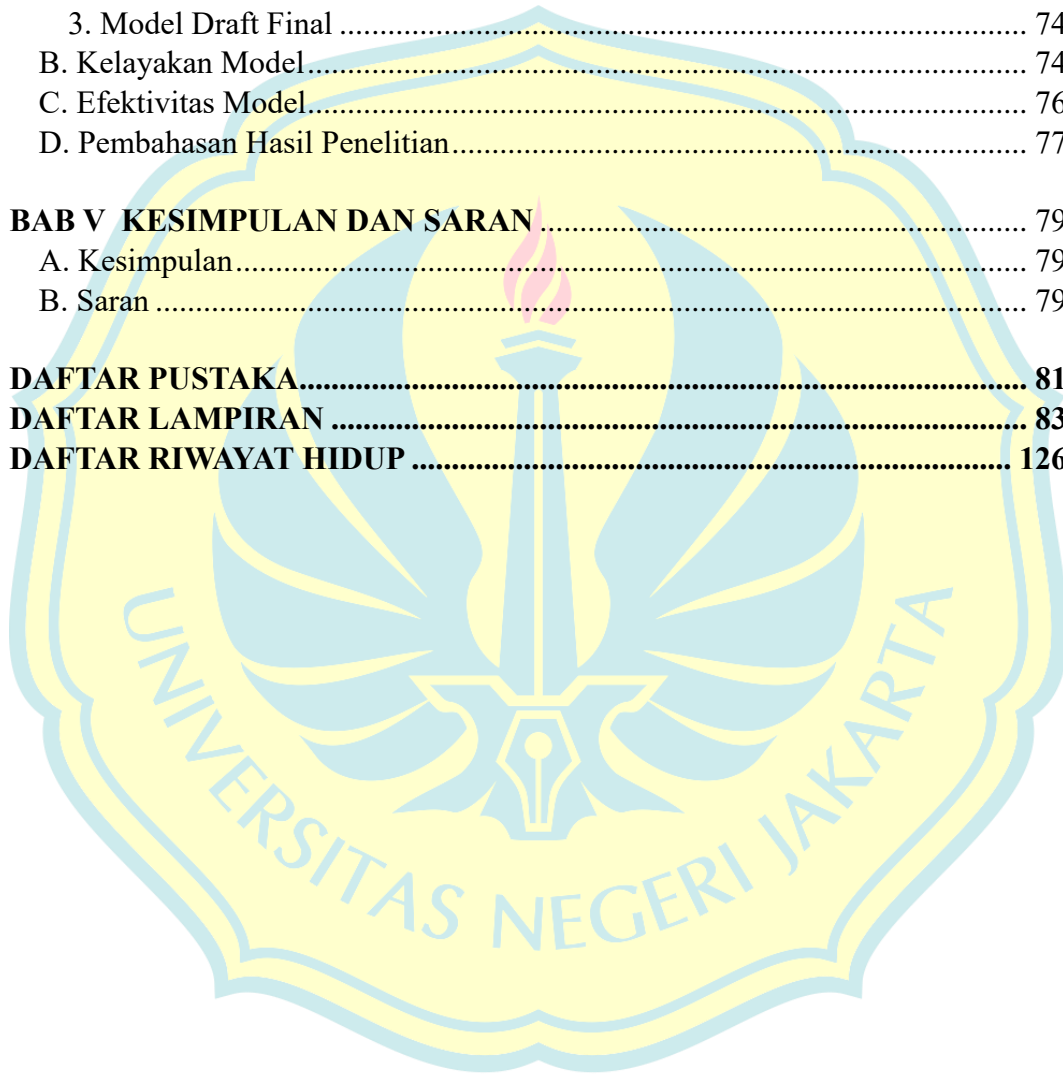 3. Model Draft Final ........ 74
B. Kelayakan Model ........ 74
C. Efektivitas Model ........ 76
D. Pembahasan Hasil Penelitian ........ 77
BAB V KESIMPULAN DAN SARAN ........ 79
A. Kesimpulan ........ 79
B. Saran ........ 79
DAFTAR PUSTAKA ........ 81
DAFTAR LAMPIRAN ........ 83
DAFTAR RIWAYAT HIDUP ........ 126
UNIVERSITAS NEGERI JAKARTA